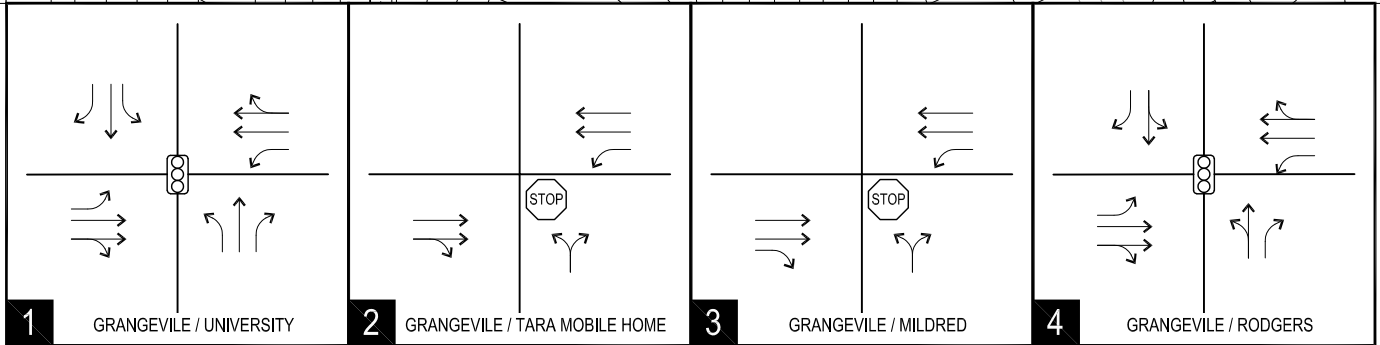 1 GRANGEVILE / UNIVERSITY
STOP
2 GRANGEVILE / TARA MOBILE HOME
STOP
3 GRANGEVILE / MILDRED
4 GRANGEVILE / RODGERS